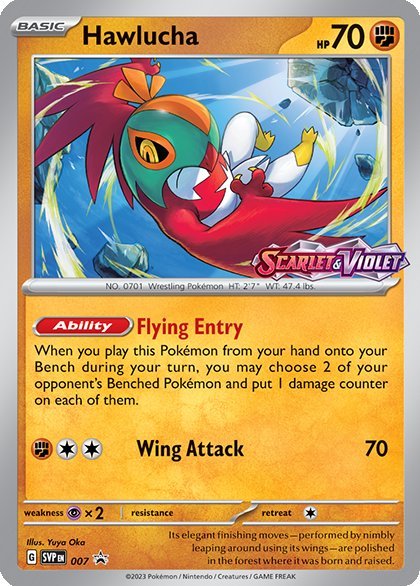 BASIC
Hawlucha
HP 70
SCARLET & VIOLET
NO. 0701 Wrestling Pokémon HT: 2'7" WT: 47.4 lbs.
Ability Flying Entry
When you play this Pokémon from your hand onto your
Bench during your turn, you may choose 2 of your
opponent's Benched Pokémon and put 1 damage counter
on each of them.
Wing Attack 70
weakness ×2 resistance retreat
Illus. Yuya Oka
G SVP EN 007
Its elegant finishing moves—performed by nimbly
leaping around using its wings—are polished
in the forest where it was born and raised.
©2023 Pokémon / Nintendo / Creatures / GAME FREAK